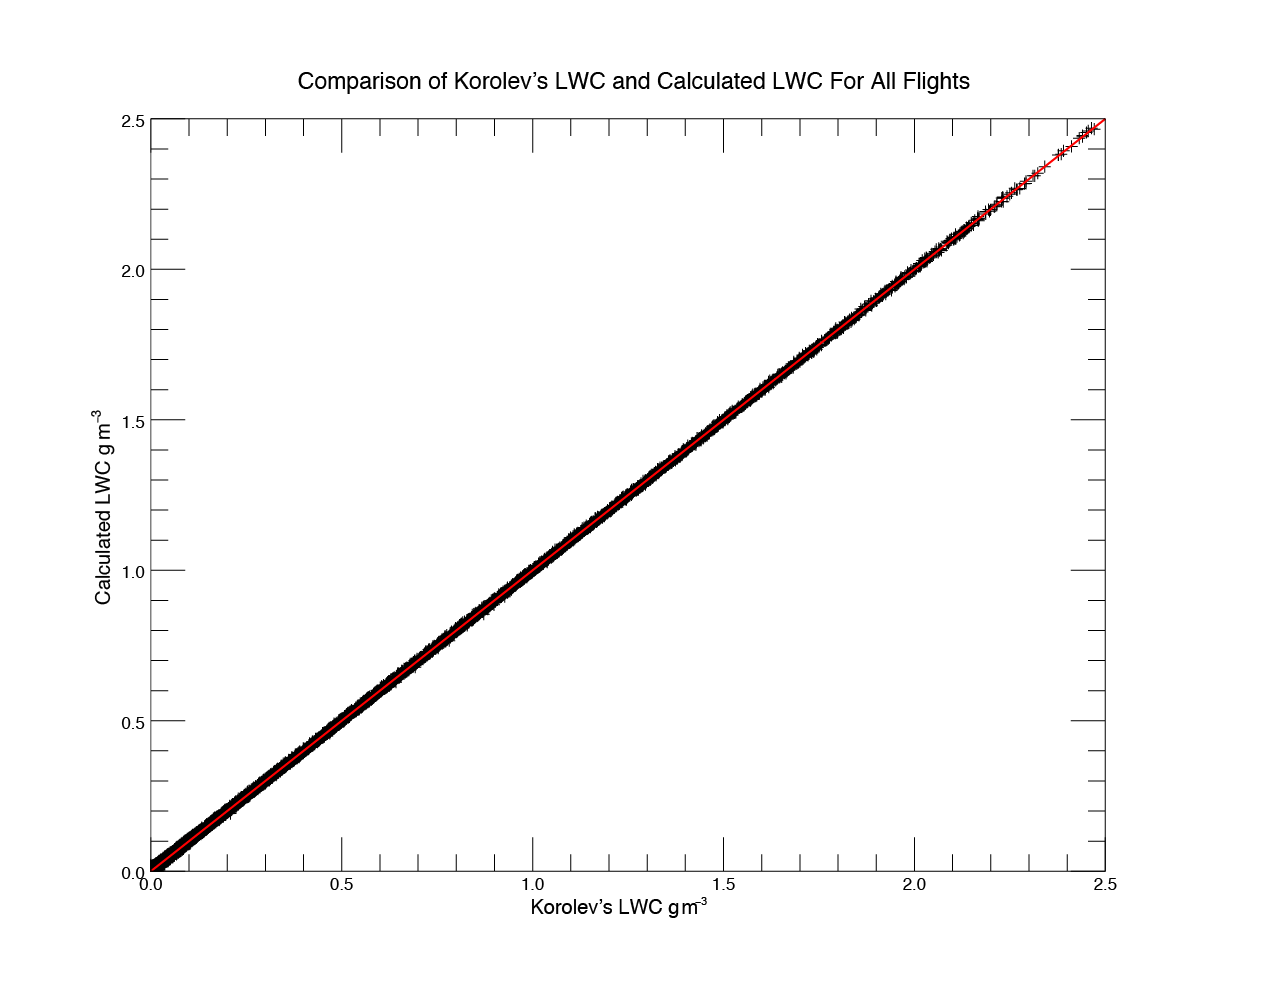 Comparison of Korolev's LWC and Calculated LWC For All Flights
2.5
2.0
1.5
1.0
0.5
0.0
Calculated LWC g m⁻³
0.0 0.5 1.0 1.5 2.0 2.5
Korolev's LWC g m⁻³